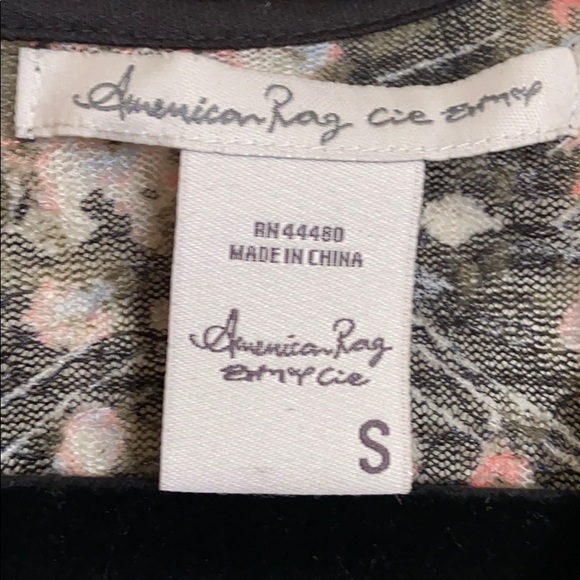 American Rag Cie
RN 44480
MADE IN CHINA
American Rag
Cie
S